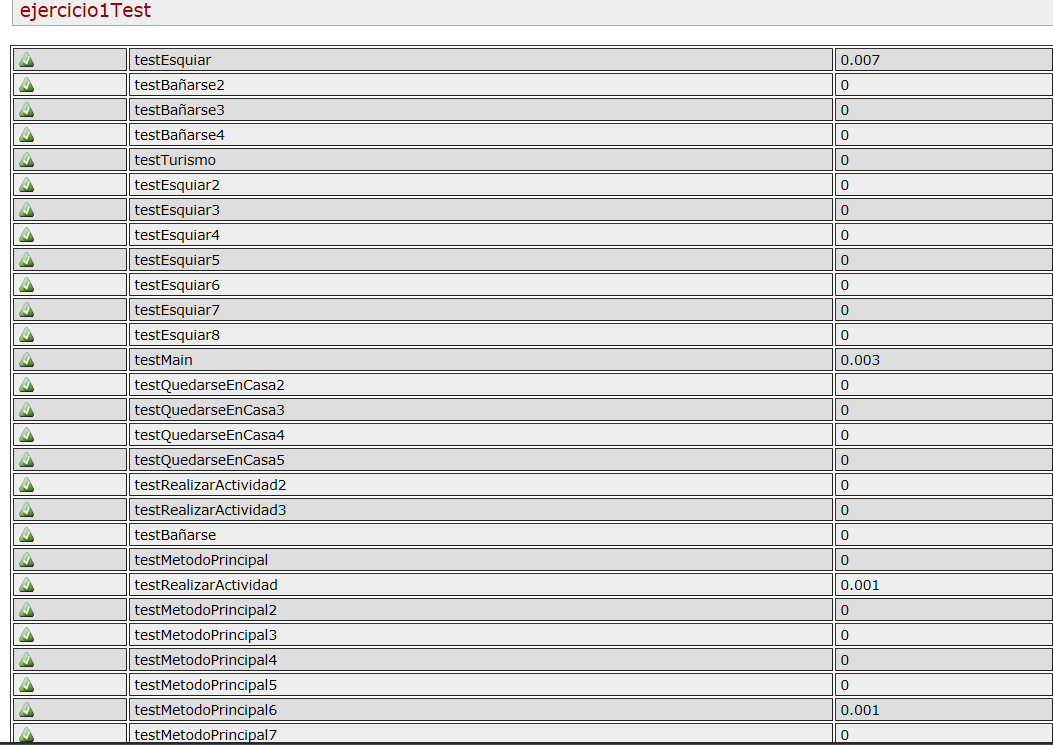 ejercicio1Test
testEsquiar 0.007
testBañarse2 0
testBañarse3 0
testBañarse4 0
testTurismo 0
testEsquiar2 0
testEsquiar3 0
testEsquiar4 0
testEsquiar5 0
testEsquiar6 0
testEsquiar7 0
testEsquiar8 0
testMain 0.003
testQuedarseEnCasa2 0
testQuedarseEnCasa3 0
testQuedarseEnCasa4 0
testQuedarseEnCasa5 0
testRealizarActividad2 0
testRealizarActividad3 0
testBañarse 0
testMetodoPrincipal 0
testRealizarActividad 0.001
testMetodoPrincipal2 0
testMetodoPrincipal3 0
testMetodoPrincipal4 0
testMetodoPrincipal5 0
testMetodoPrincipal6 0.001
testMetodoPrincipal7 0